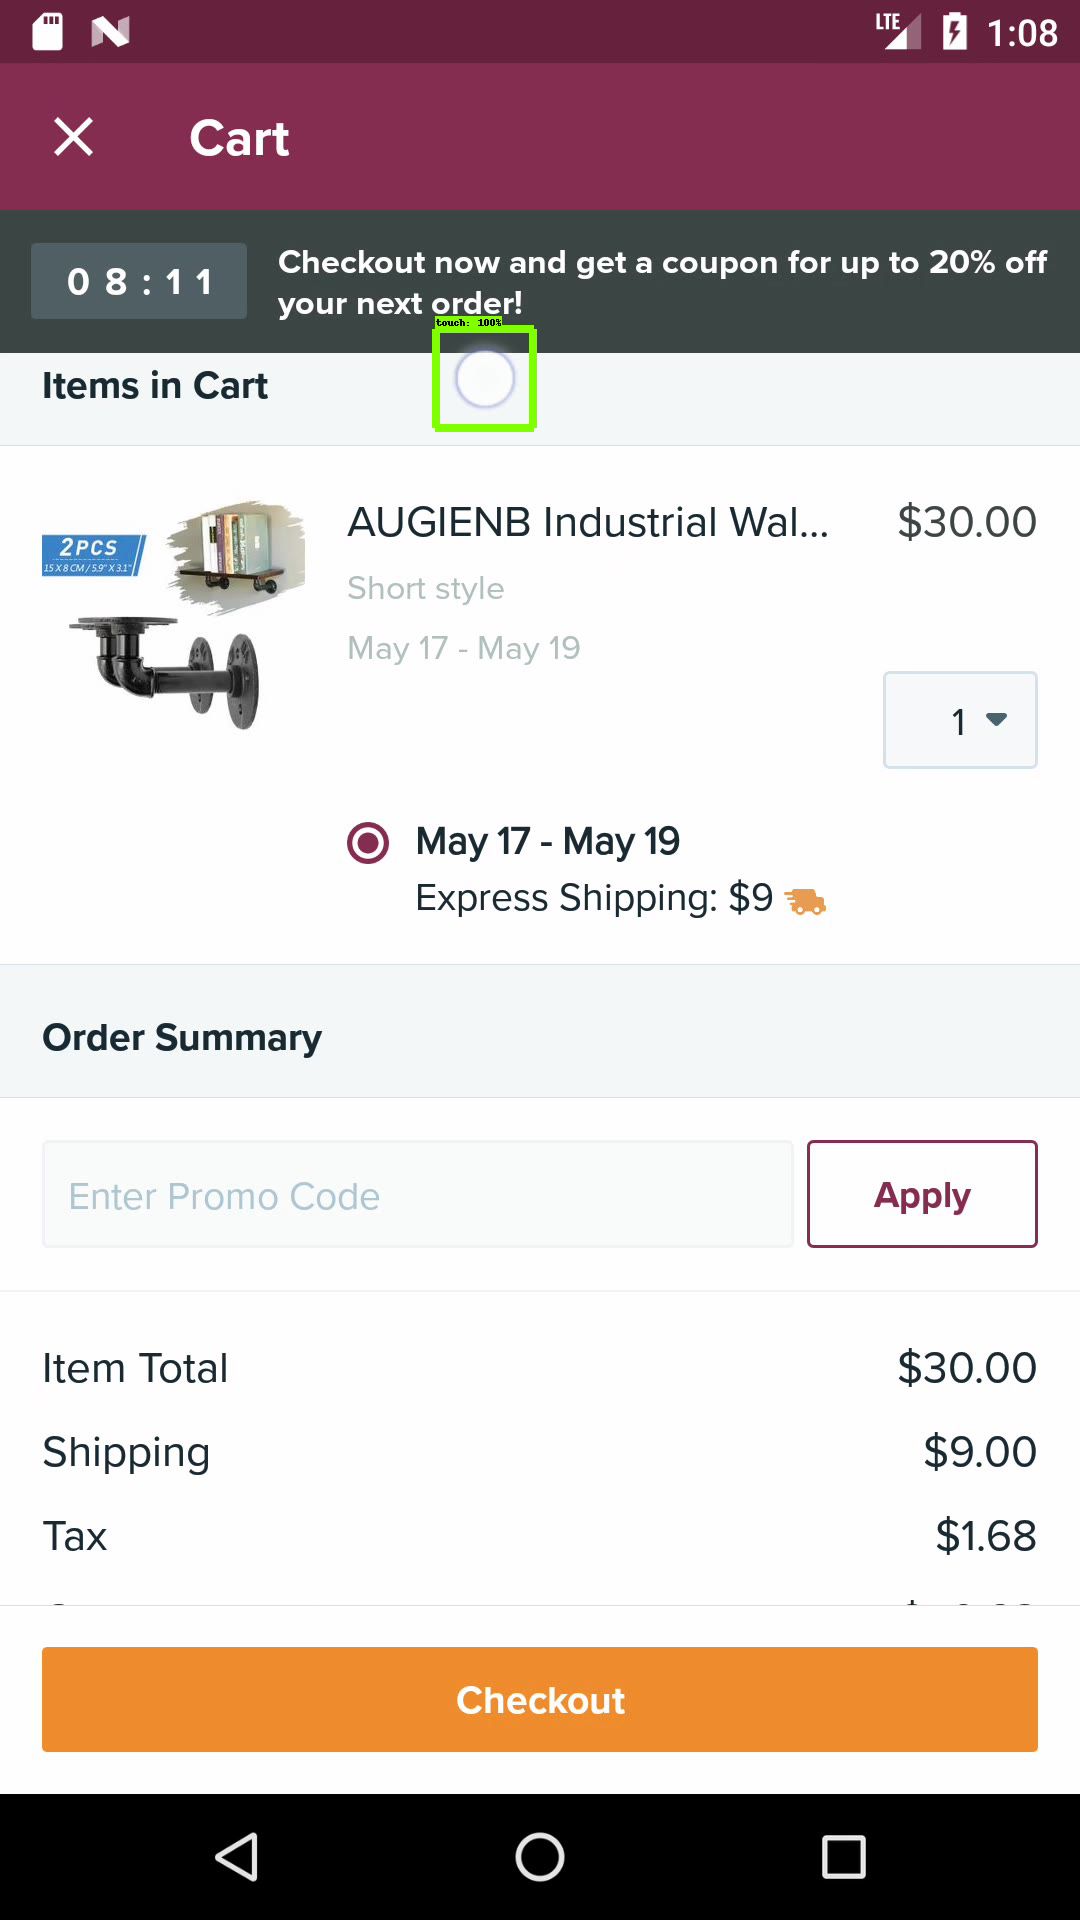 LTE 1:08
Cart
08:11
Checkout now and get a coupon for up to 20% off
your next order!
touch: 100%
Items in Cart
2PCS
15 X 8 CM / 5.9" X 3.1"
AUGIENB Industrial Wal...
$30.00
Short style
May 17 - May 19
1
May 17 - May 19
Express Shipping: $9
Order Summary
Enter Promo Code
Apply
Item Total $30.00
Shipping $9.00
Tax $1.68
Checkout